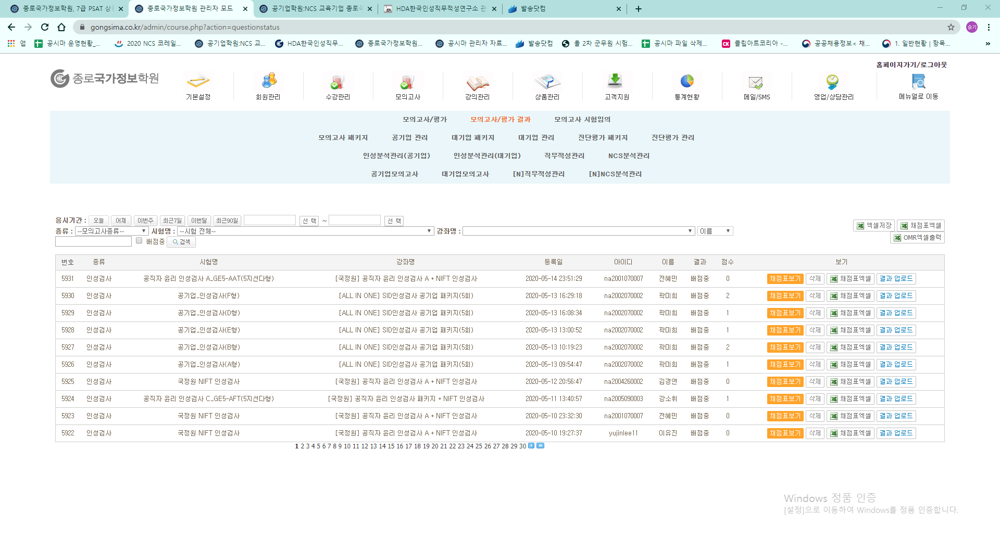 종로국가정보학원, 7급 PSAT 상황
종로국가정보학원 관리자 모드
공기업학원:NCS 교육기업 종로국
HDA한국인성직무적성연구소 관
발송닷컴
gongsima.co.kr/admin/course.php?action=questionstatus
슬기
앱
공시마 운영현황_...
2020 NCS 코레일...
공기업학원:NCS 교...
HDA한국인성직무...
종로국가정보학원...
공시마 관리자 자료...
발송닷컴
올 2차 군무원 시험...
공시마 파일 삭제...
클립아트코리아 -...
공공채용정보< 채...
1. 일반현황 | 항목...
»
홈페이지가기/로그아웃
종로국가정보학원
기본설정
회원관리
수강관리
모의고사
강의관리
상품관리
고객지원
통계현황
메일/SMS
영업/상담관리
메뉴얼로 이동
모의고사/평가 모의고사/평가 결과 모의고사 시험임의
모의고사 패키지 공기업 관리 대기업 패키지 대기업 관리 진단평가 패키지 진단평가 관리
인성분석관리(공기업) 인성분석관리(대기업) 직무적성관리 NCS분석관리
공기업모의고사 대기업모의고사 [N]직무적성관리 [N]NCS분석관리
응시기간 : 오늘 어제 이번주 최근7일 이번달 최근90일 선 택 ~ 선 택
종류 : --모의고사종류-- 시험명 : --시험 전체-- 강좌명 : 이름
배점중 검색
엑셀저장 채점표엑셀
OMR엑셀출력
번호 종류 시험명 강좌명 등록일 아이디 이름 결과 점수 보기
5931 인성검사 공직자 윤리 인성검사 A_GE5-AAT(5지선다형) [국정원] 공직자 윤리 인성검사 A + NIFT 인성검사 2020-05-14 23:51:29 na2001070007 전혜민 배점중 0 채점표보기 삭제 채점표엑셀 결과 업로드
5930 인성검사 공기업_인성검사(F형) [ALL IN ONE] SID인성검사 공기업 패키지(5회) 2020-05-13 16:29:18 na2002070002 곽미희 배점중 2 채점표보기 삭제 채점표엑셀 결과 업로드
5929 인성검사 공기업_인성검사(D형) [ALL IN ONE] SID인성검사 공기업 패키지(5회) 2020-05-13 16:08:34 na2002070002 곽미희 배점중 1 채점표보기 삭제 채점표엑셀 결과 업로드
5928 인성검사 공기업_인성검사(E형) [ALL IN ONE] SID인성검사 공기업 패키지(5회) 2020-05-13 13:00:52 na2002070002 곽미희 배점중 1 채점표보기 삭제 채점표엑셀 결과 업로드
5927 인성검사 공기업_인성검사(B형) [ALL IN ONE] SID인성검사 공기업 패키지(5회) 2020-05-13 10:19:23 na2002070002 곽미희 배점중 2 채점표보기 삭제 채점표엑셀 결과 업로드
5926 인성검사 공기업_인성검사(A형) [ALL IN ONE] SID인성검사 공기업 패키지(5회) 2020-05-13 09:54:47 na2002070002 곽미희 배점중 1 채점표보기 삭제 채점표엑셀 결과 업로드
5925 인성검사 국정원 NIFT 인성검사 [국정원] 공직자 윤리 인성검사 A + NIFT 인성검사 2020-05-12 20:56:47 na2004260002 김경연 배점중 0 채점표보기 삭제 채점표엑셀 결과 업로드
5924 인성검사 공직자 윤리 인성검사 C_GE5-AFT(5지선다형) [국정원] 공직자 윤리 인성검사 패키지 + NIFT 인성검사 2020-05-11 13:40:57 na2005090003 강소휘 배점중 1 채점표보기 삭제 채점표엑셀 결과 업로드
5923 인성검사 국정원 NIFT 인성검사 [국정원] 공직자 윤리 인성검사 A + NIFT 인성검사 2020-05-10 23:32:30 na2001070007 전혜민 배점중 0 채점표보기 삭제 채점표엑셀 결과 업로드
5922 인성검사 국정원 NIFT 인성검사 [국정원] 공직자 윤리 인성검사 A + NIFT 인성검사 2020-05-10 19:27:37 yujinlee11 이유진 배점중 0 채점표보기 삭제 채점표엑셀 결과 업로드
1 2 3 4 5 6 7 8 9 10 11 12 13 14 15 16 17 18 19 20 21 22 23 24 25 26 27 28 29 30
Windows 정품 인증
[설정]으로 이동하여 Windows를 정품 인증합니다.